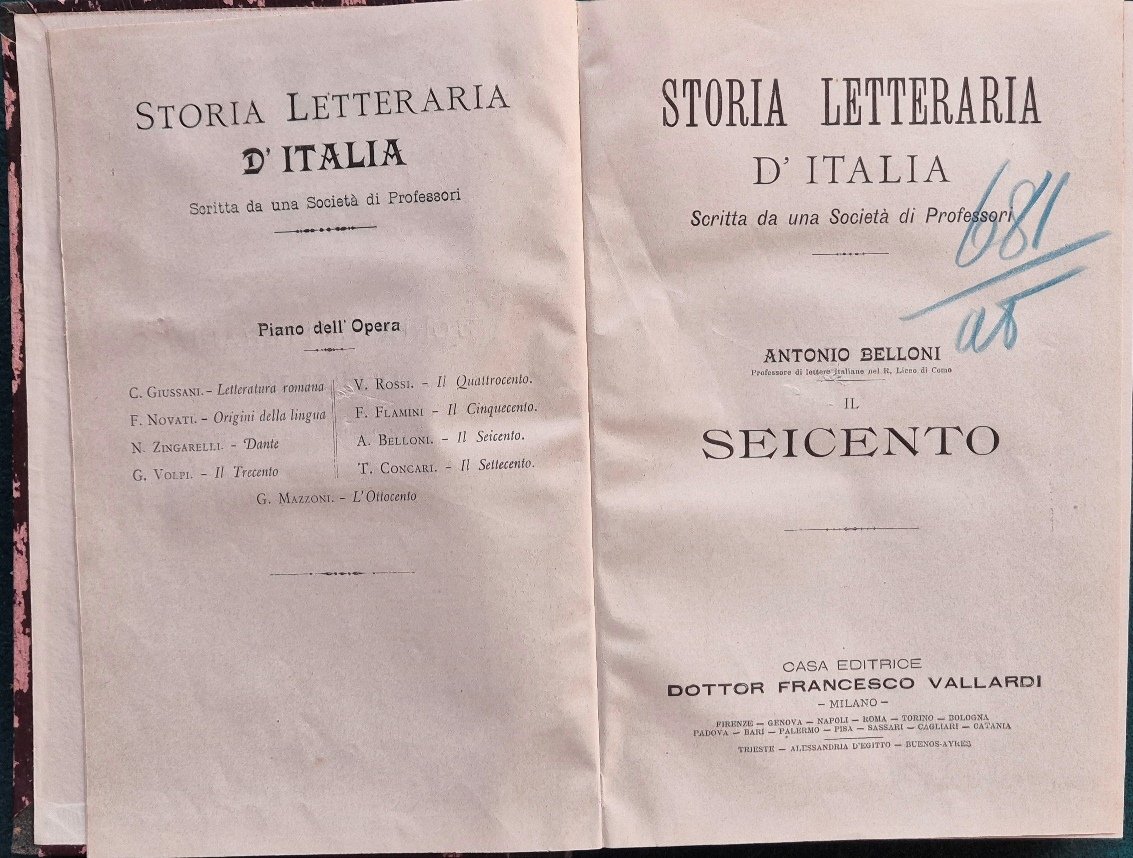 STORIA LETTERARIA
D' ITALIA
Scritta da una Società di Professori
Piano dell' Opera
C. GIUSSANI. - Letteratura romana
F. NOVATI. - Origini della lingua
N. ZINGARELLI. - Dante
G. VOLPI. - Il Trecento
V. ROSSI. - Il Quattrocento.
F. FLAMINI - Il Cinquecento.
A. BELLONI. - Il Seicento.
T. CONCARI. - Il Settecento.
G. MAZZONI. - L'Ottocento
STORIA LETTERARIA
D' ITALIA
Scritta da una Società di Professori
681
ANTONIO BELLONI
Professore di lettere italiane nel R. Liceo di Como
IL
SEICENTO
CASA EDITRICE
DOTTOR FRANCESCO VALLARDI
- MILANO -
FIRENZE — GENOVA — NAPOLI — ROMA — TORINO — BOLOGNA
PADOVA — BARI — PALERMO — PISA — SASSARI — CAGLIARI — CATANIA
TRIESTE — ALESSANDRIA D'EGITTO — BUENOS-AYRES